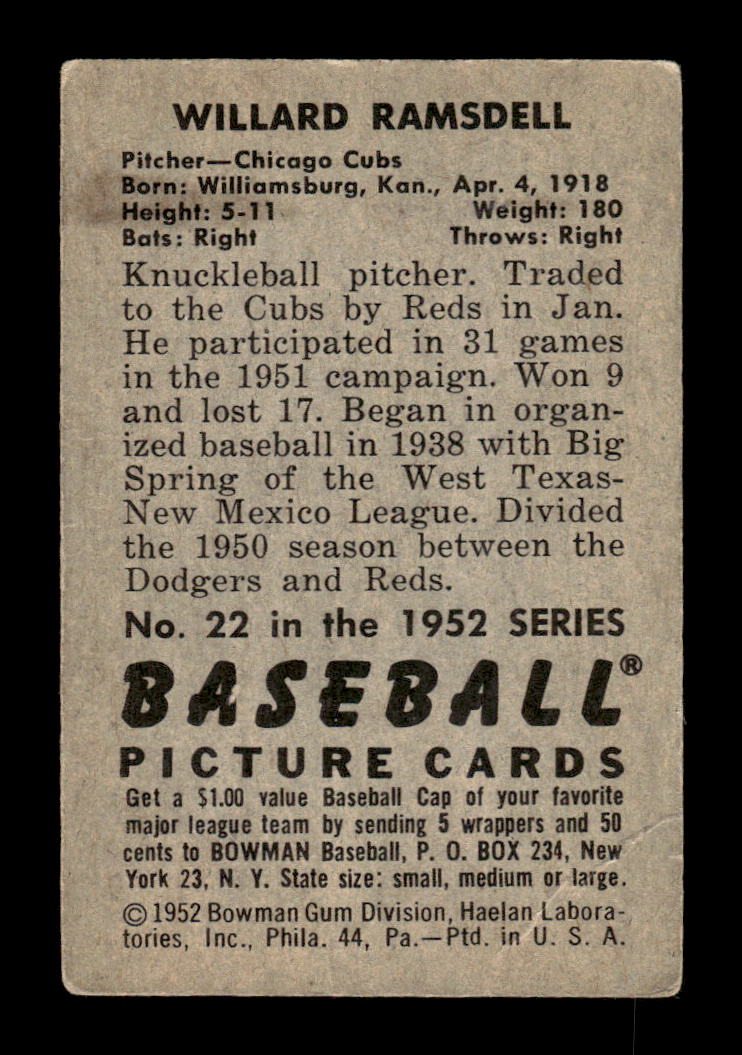 WILLARD RAMSDELL
Pitcher—Chicago Cubs
Born: Williamsburg, Kan., Apr. 4, 1918
Height: 5-11 Weight: 180
Bats: Right Throws: Right
Knuckleball pitcher. Traded
to the Cubs by Reds in Jan.
He participated in 31 games
in the 1951 campaign. Won 9
and lost 17. Began in organ-
ized baseball in 1938 with Big
Spring of the West Texas-
New Mexico League. Divided
the 1950 season between the
Dodgers and Reds.
No. 22 in the 1952 SERIES
BASEBALL®
PICTURE CARDS
Get a $1.00 value Baseball Cap of your favorite
major league team by sending 5 wrappers and 50
cents to BOWMAN Baseball, P. O. BOX 234, New
York 23, N. Y. State size: small, medium or large.
© 1952 Bowman Gum Division, Haelan Labora-
tories, Inc., Phila. 44, Pa.—Ptd. in U. S. A.